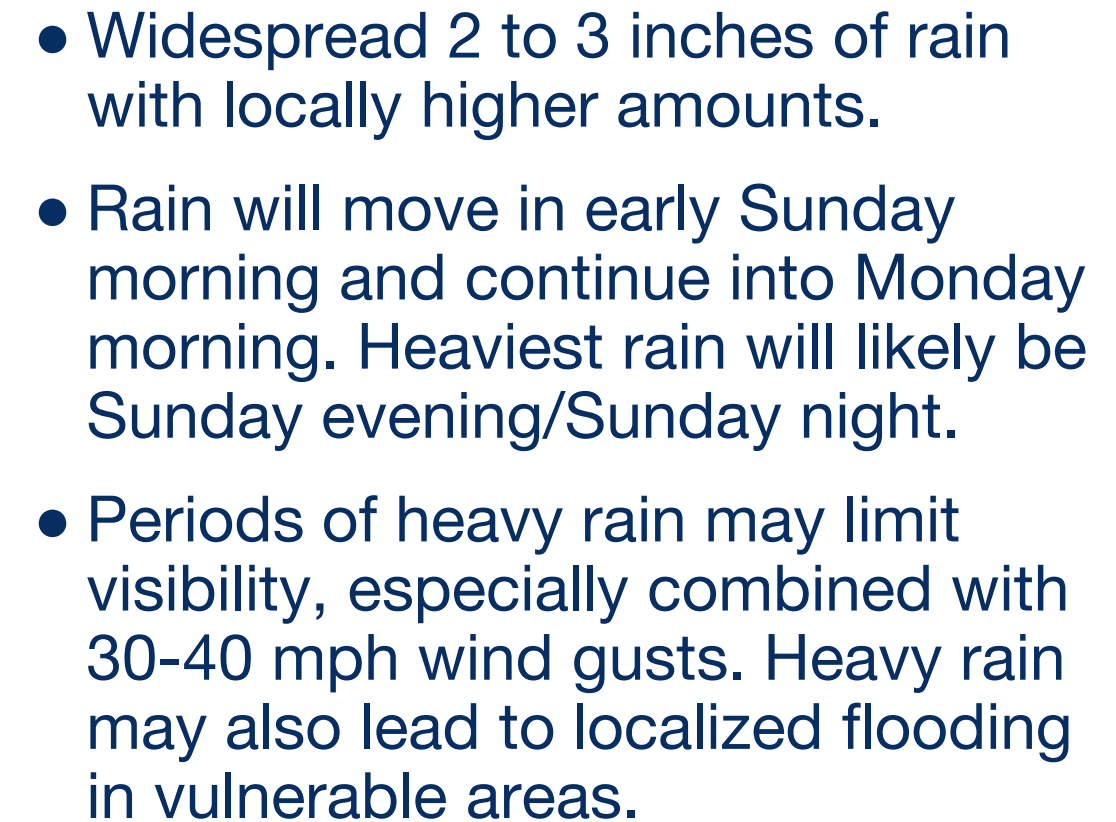 • Widespread 2 to 3 inches of rain
with locally higher amounts.
• Rain will move in early Sunday
morning and continue into Monday
morning. Heaviest rain will likely be
Sunday evening/Sunday night.
• Periods of heavy rain may limit
visibility, especially combined with
30-40 mph wind gusts. Heavy rain
may also lead to localized flooding
in vulnerable areas.